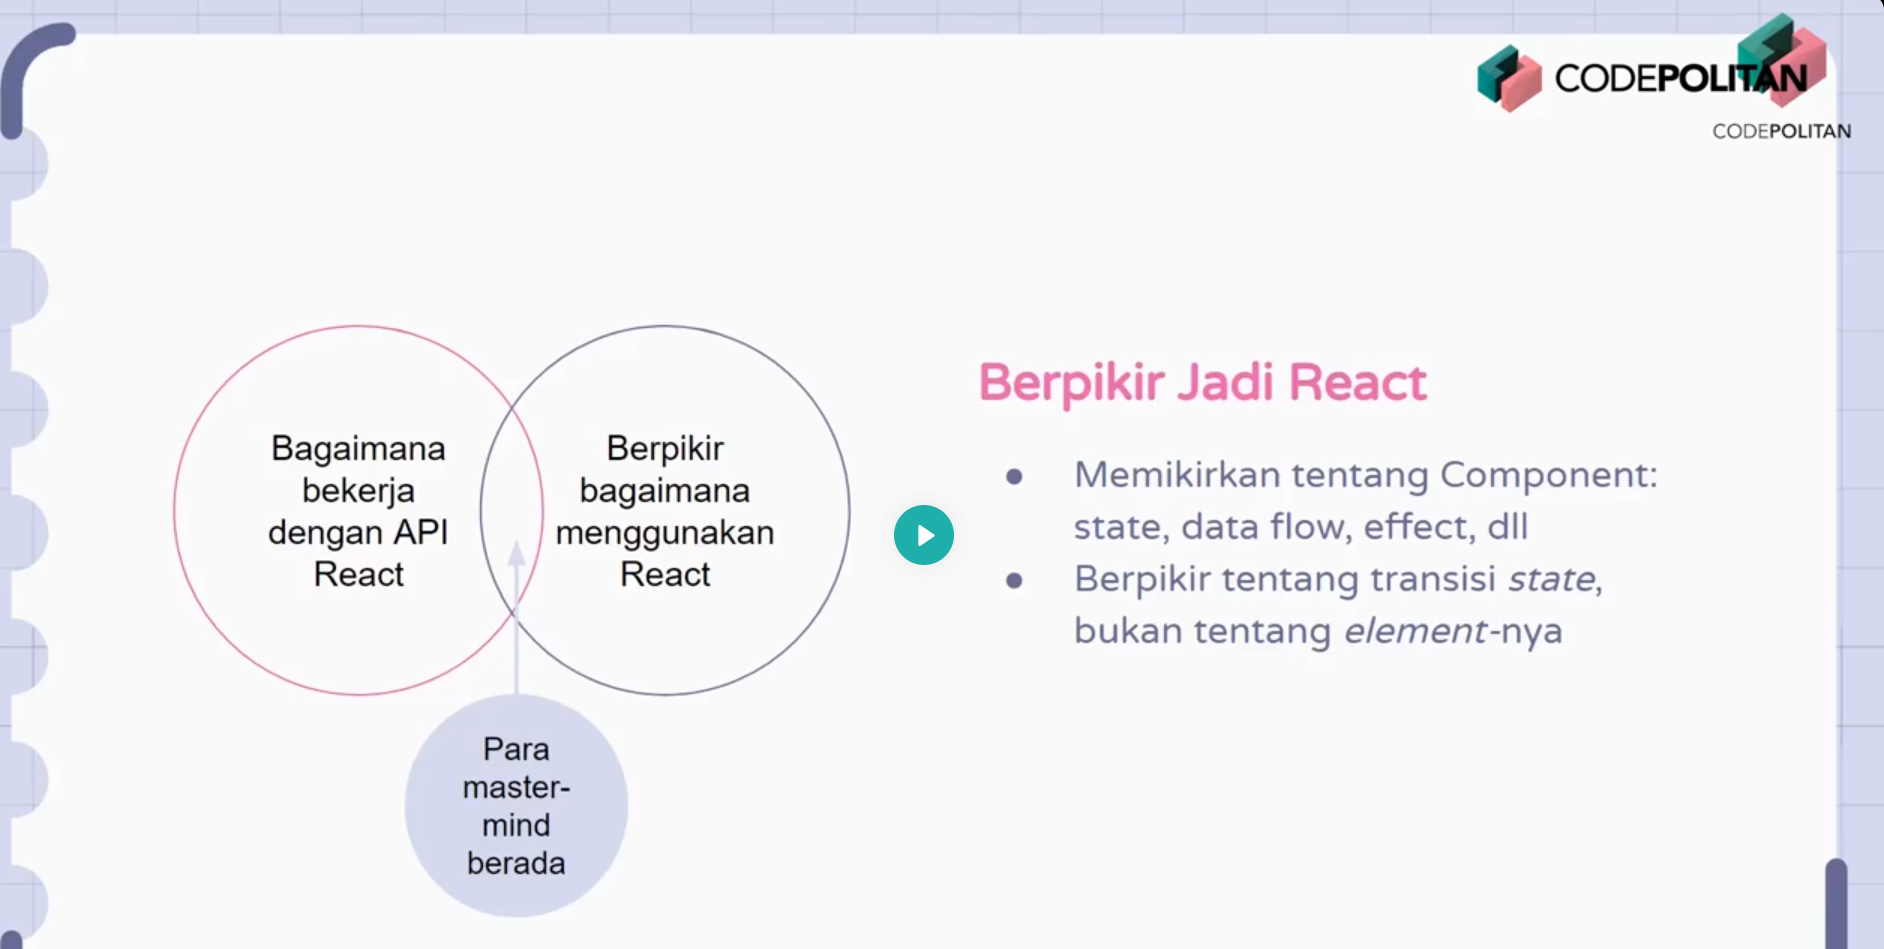 CODEPOLITAN
CODEPOLITAN
Bagaimana
bekerja
dengan API
React
Berpikir
bagaimana
menggunakan
React
Para
master-
mind
berada
Berpikir Jadi React
● Memikirkan tentang Component:
state, data flow, effect, dll
● Berpikir tentang transisi state,
bukan tentang element-nya